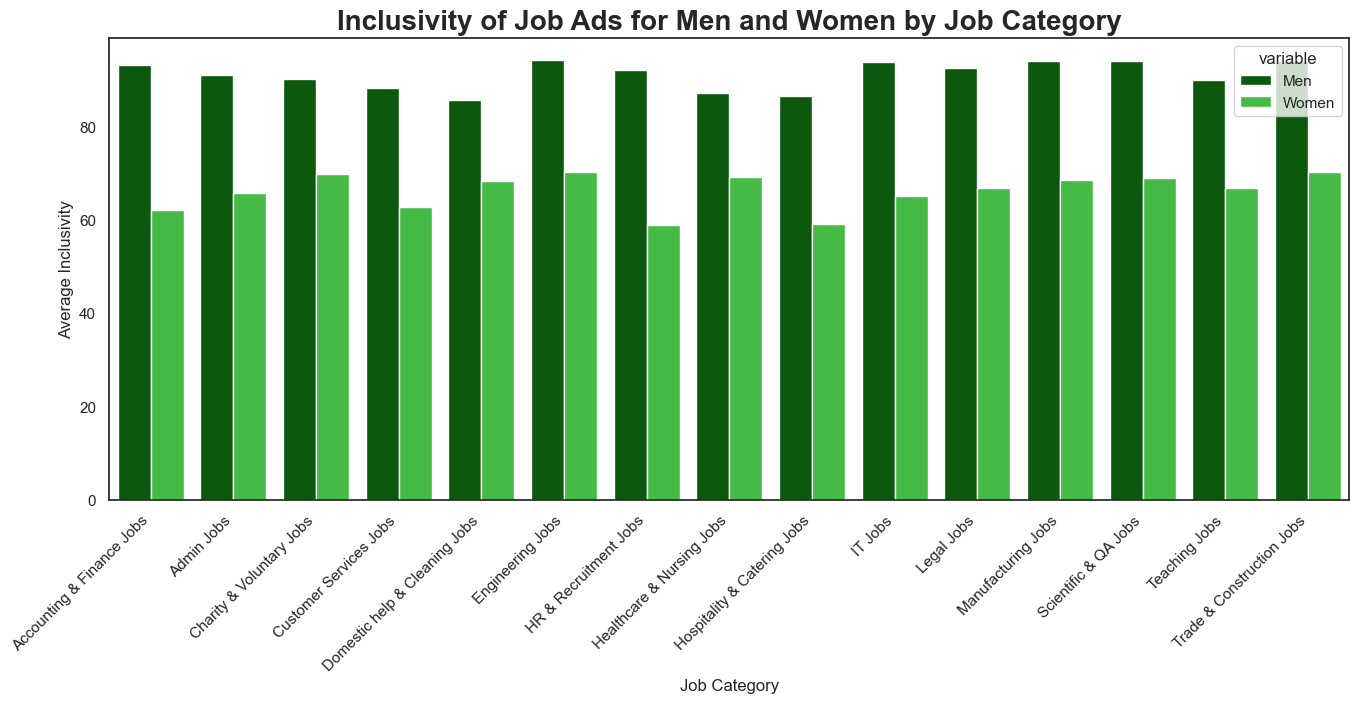 Inclusivity of Job Ads for Men and Women by Job Category
variable
Men
Women
Average Inclusivity
80
60
40
20
0
Accounting & Finance Jobs
Admin Jobs
Charity & Voluntary Jobs
Customer Services Jobs
Domestic help & Cleaning Jobs
Engineering Jobs
HR & Recruitment Jobs
Healthcare & Nursing Jobs
Hospitality & Catering Jobs
IT Jobs
Legal Jobs
Manufacturing Jobs
Scientific & QA Jobs
Teaching Jobs
Trade & Construction Jobs
Job Category